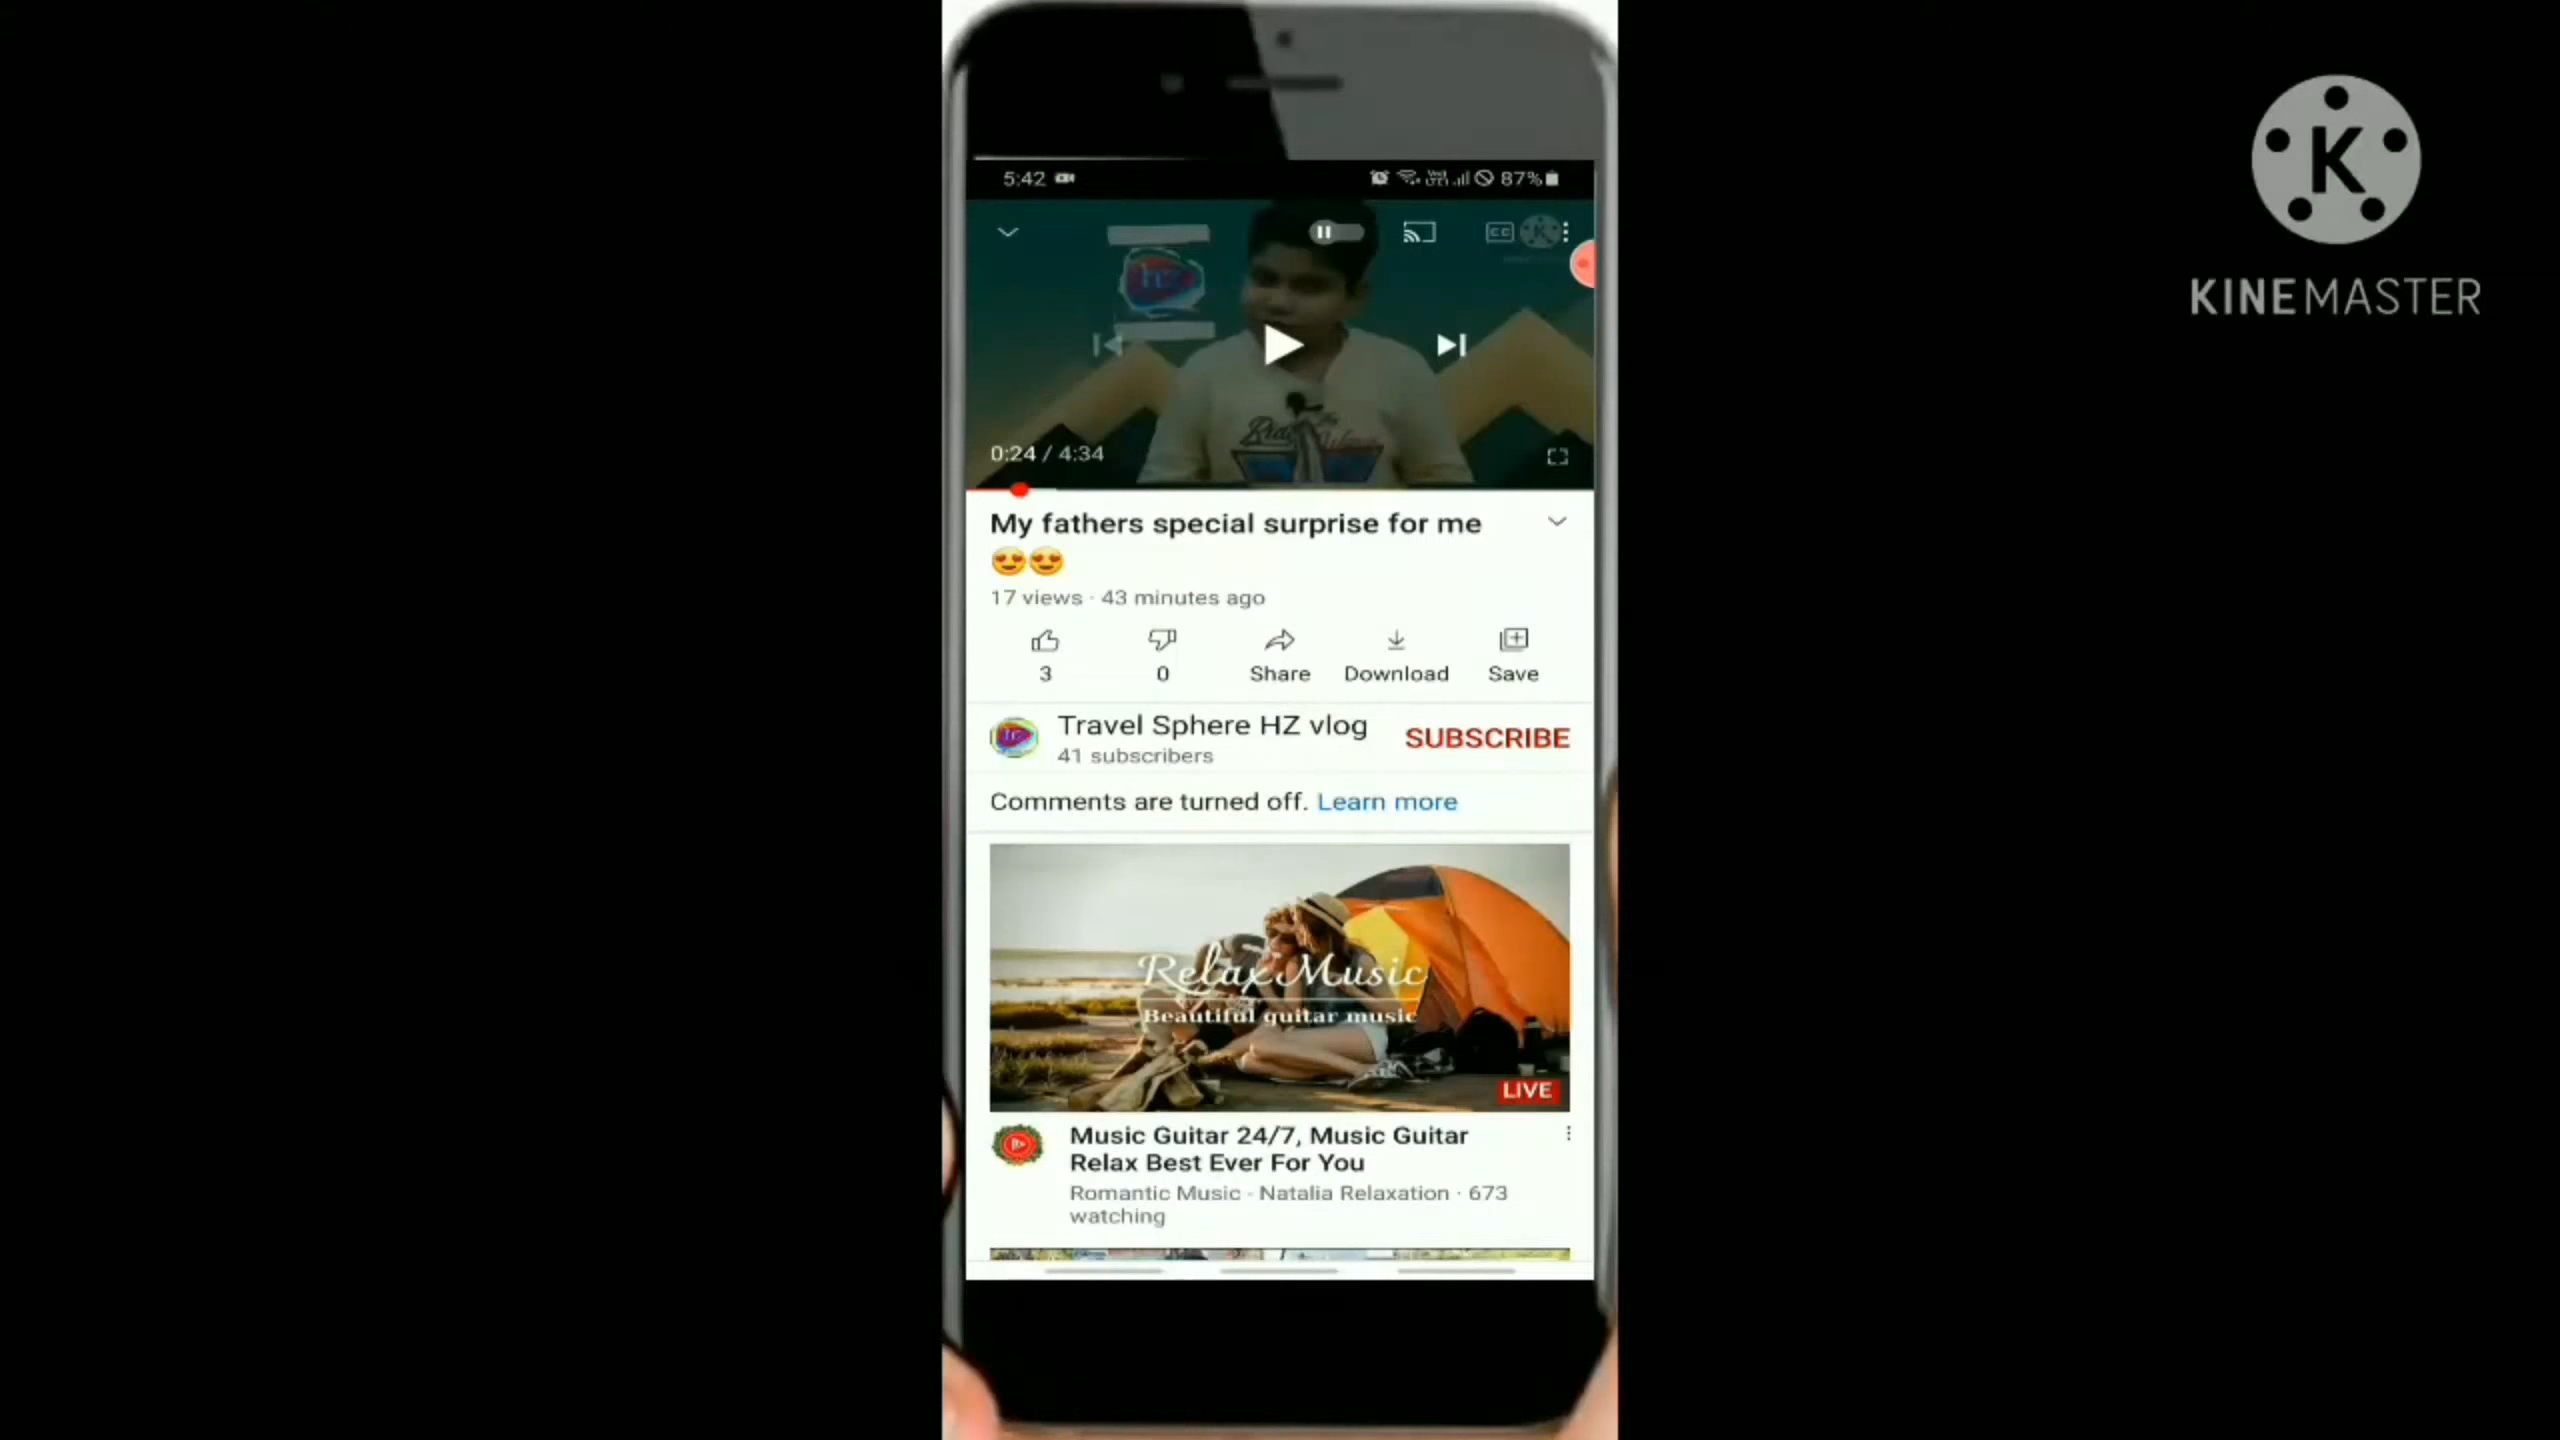 K
KINEMASTER
5:42
87%
CC
HZ
0:24 / 4:34
My fathers special surprise for me
😍😍
17 views · 43 minutes ago
3
0
Share
Download
Save
Travel Sphere HZ vlog
41 subscribers
SUBSCRIBE
Comments are turned off. Learn more
Relax Music
Beautiful guitar music
LIVE
Music Guitar 24/7, Music Guitar
Relax Best Ever For You
Romantic Music - Natalia Relaxation · 673
watching